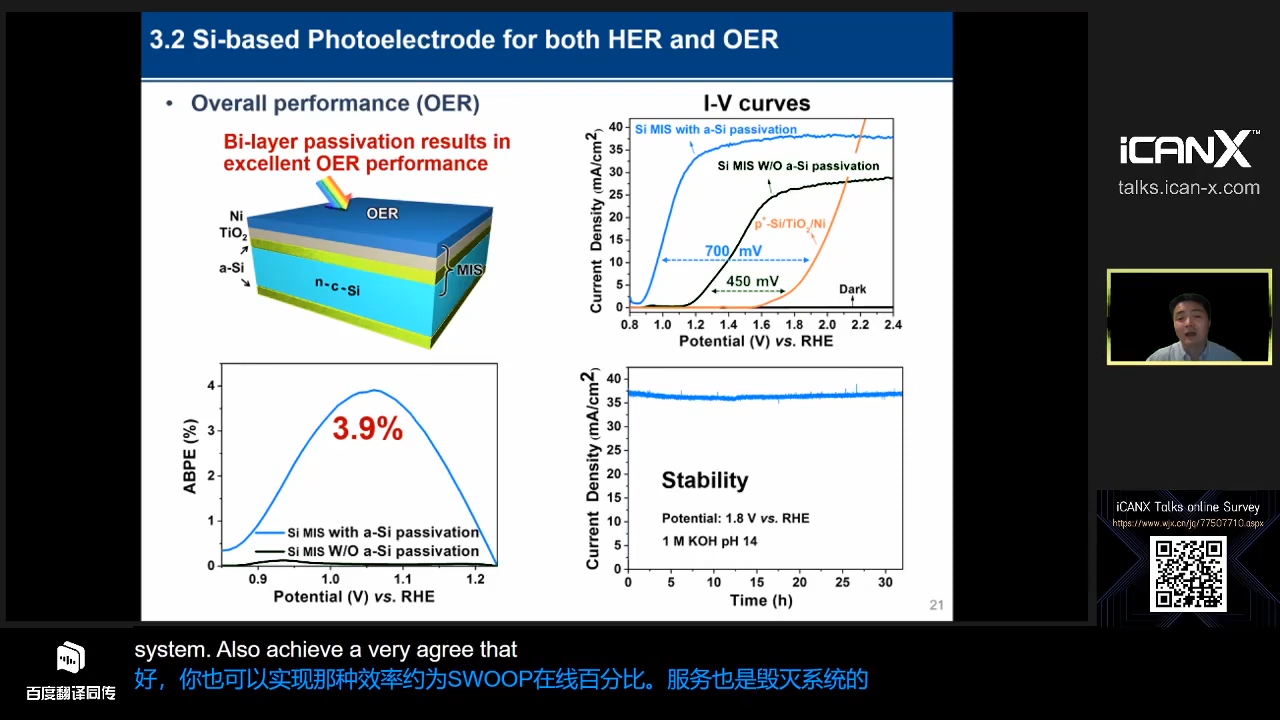 3.2 Si-based Photoelectrode for both HER and OER
• Overall performance (OER)
Bi-layer passivation results in
excellent OER performance
OER
Ni
TiO2
a-Si
n-c-Si
MIS
I-V curves
Current Density (mA/cm2)
40
35
30
25
20
15
10
5
0
Si MIS with a-Si passivation
Si MIS W/O a-Si passivation
p+-Si/TiO2/Ni
700 mV
450 mV
Dark
0.8 1.0 1.2 1.4 1.6 1.8 2.0 2.2 2.4
Potential (V) vs. RHE
ABPE (%)
4
3
2
1
0
3.9%
Si MIS with a-Si passivation
Si MIS W/O a-Si passivation
0.9 1.0 1.1 1.2
Potential (V) vs. RHE
Current Density (mA/cm2)
40
35
30
25
20
15
10
5
0
Stability
Potential: 1.8 V vs. RHE
1 M KOH pH 14
0 5 10 15 20 25 30
Time (h)
21
iCANX™
talks.ican-x.com
iCANX Talks online Survey
https://www.wjx.cn/jq/77507710.aspx
百度翻译同传
system. Also achieve a very agree that
好，你也可以实现那种效率约为SWOOP在线百分比。服务也是毁灭系统的